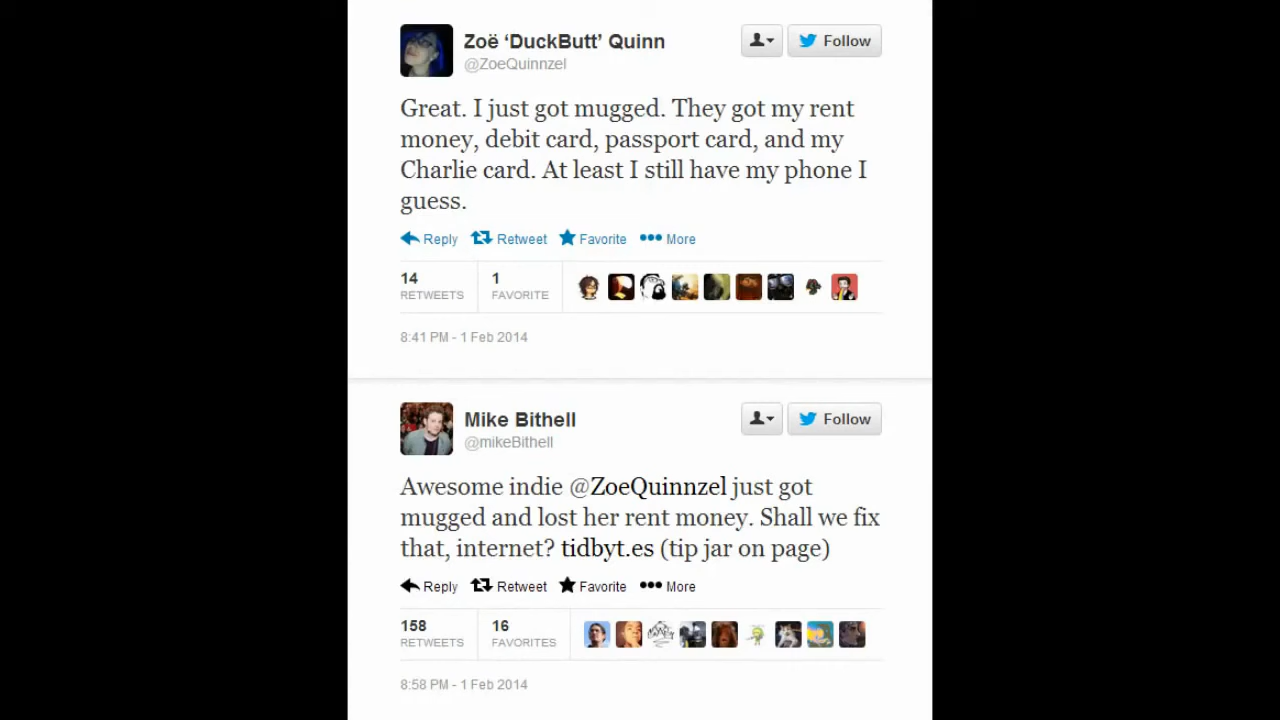 Zoë ‘DuckButt’ Quinn
@ZoeQuinnzel
Follow
Great. I just got mugged. They got my rent
money, debit card, passport card, and my
Charlie card. At least I still have my phone I
guess.
Reply Retweet Favorite More
14 1
RETWEETS FAVORITE
8:41 PM - 1 Feb 2014
Mike Bithell
@mikeBithell
Follow
Awesome indie @ZoeQuinnzel just got
mugged and lost her rent money. Shall we fix
that, internet? tidbyt.es (tip jar on page)
Reply Retweet Favorite More
158 16
RETWEETS FAVORITES
8:58 PM - 1 Feb 2014